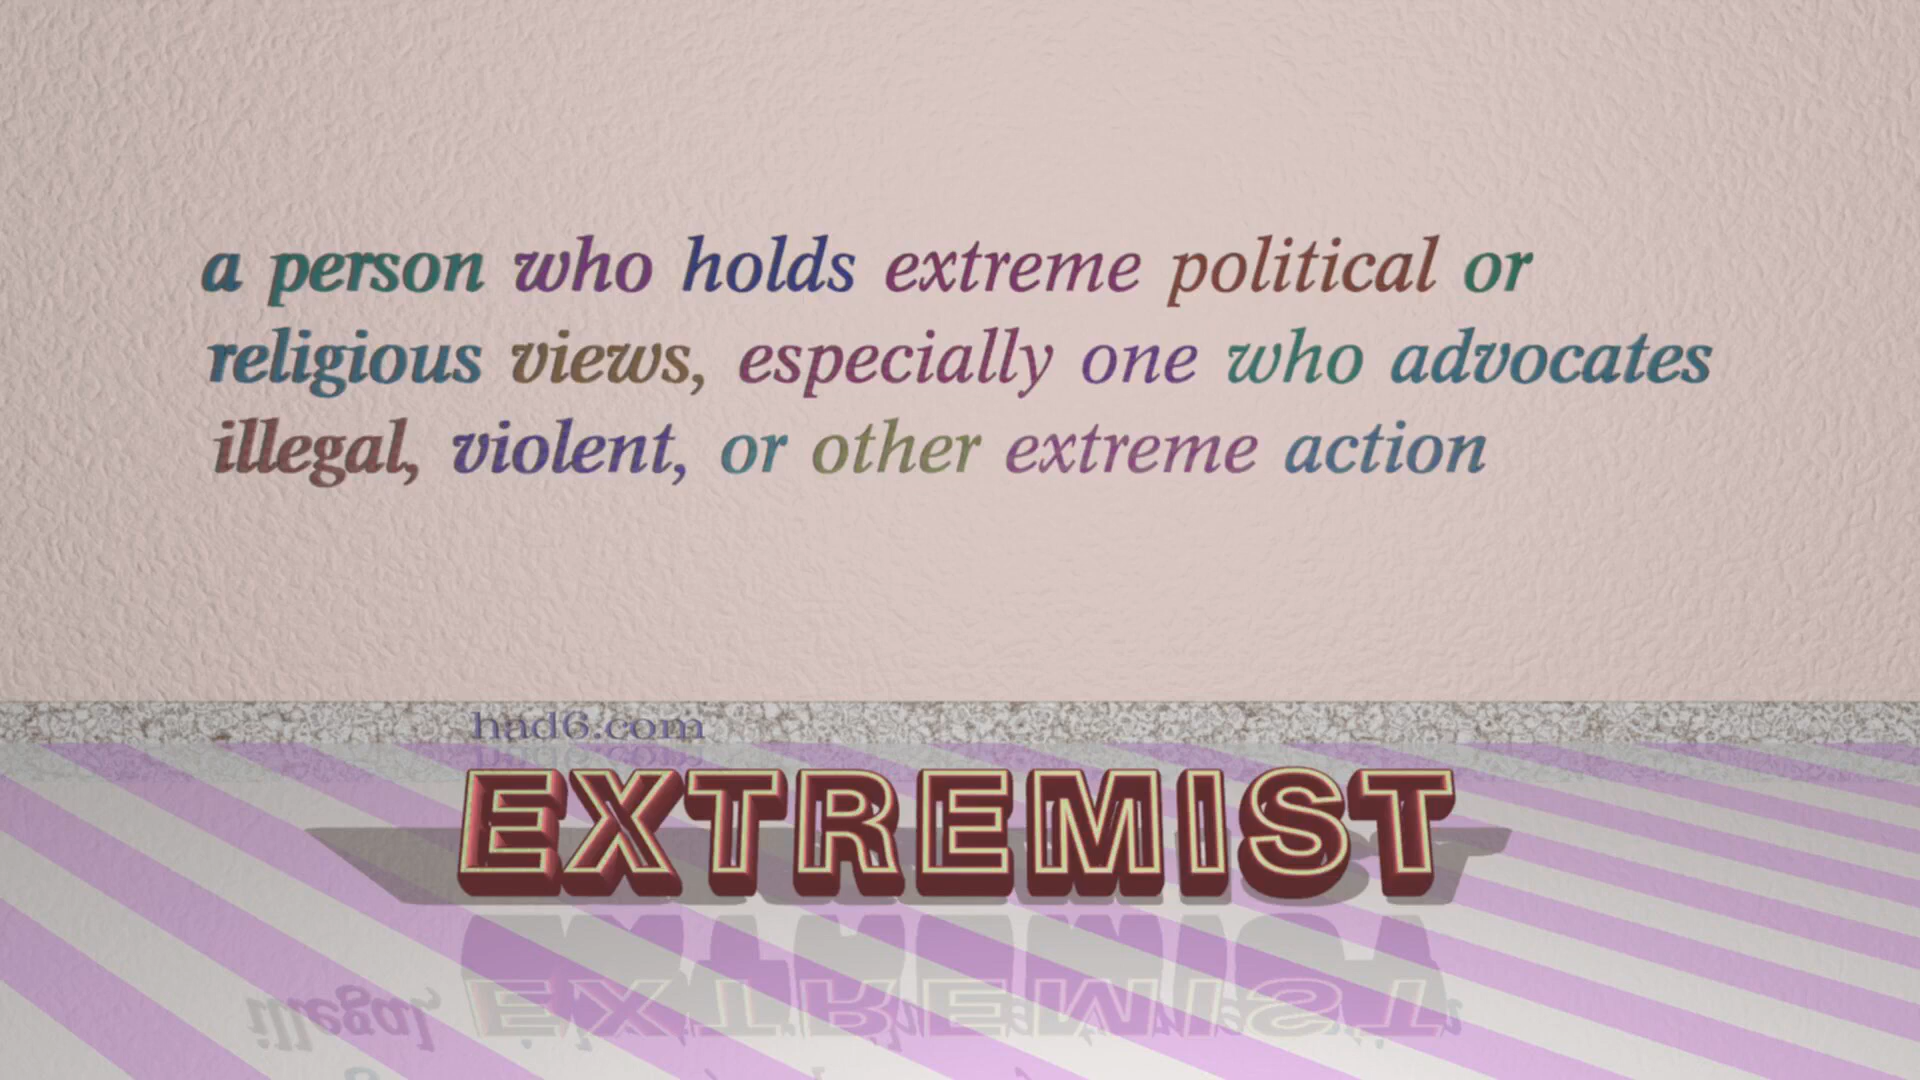 a person who holds extreme political or
religious views, especially one who advocates
illegal, violent, or other extreme action
had6.com
EXTREMIST